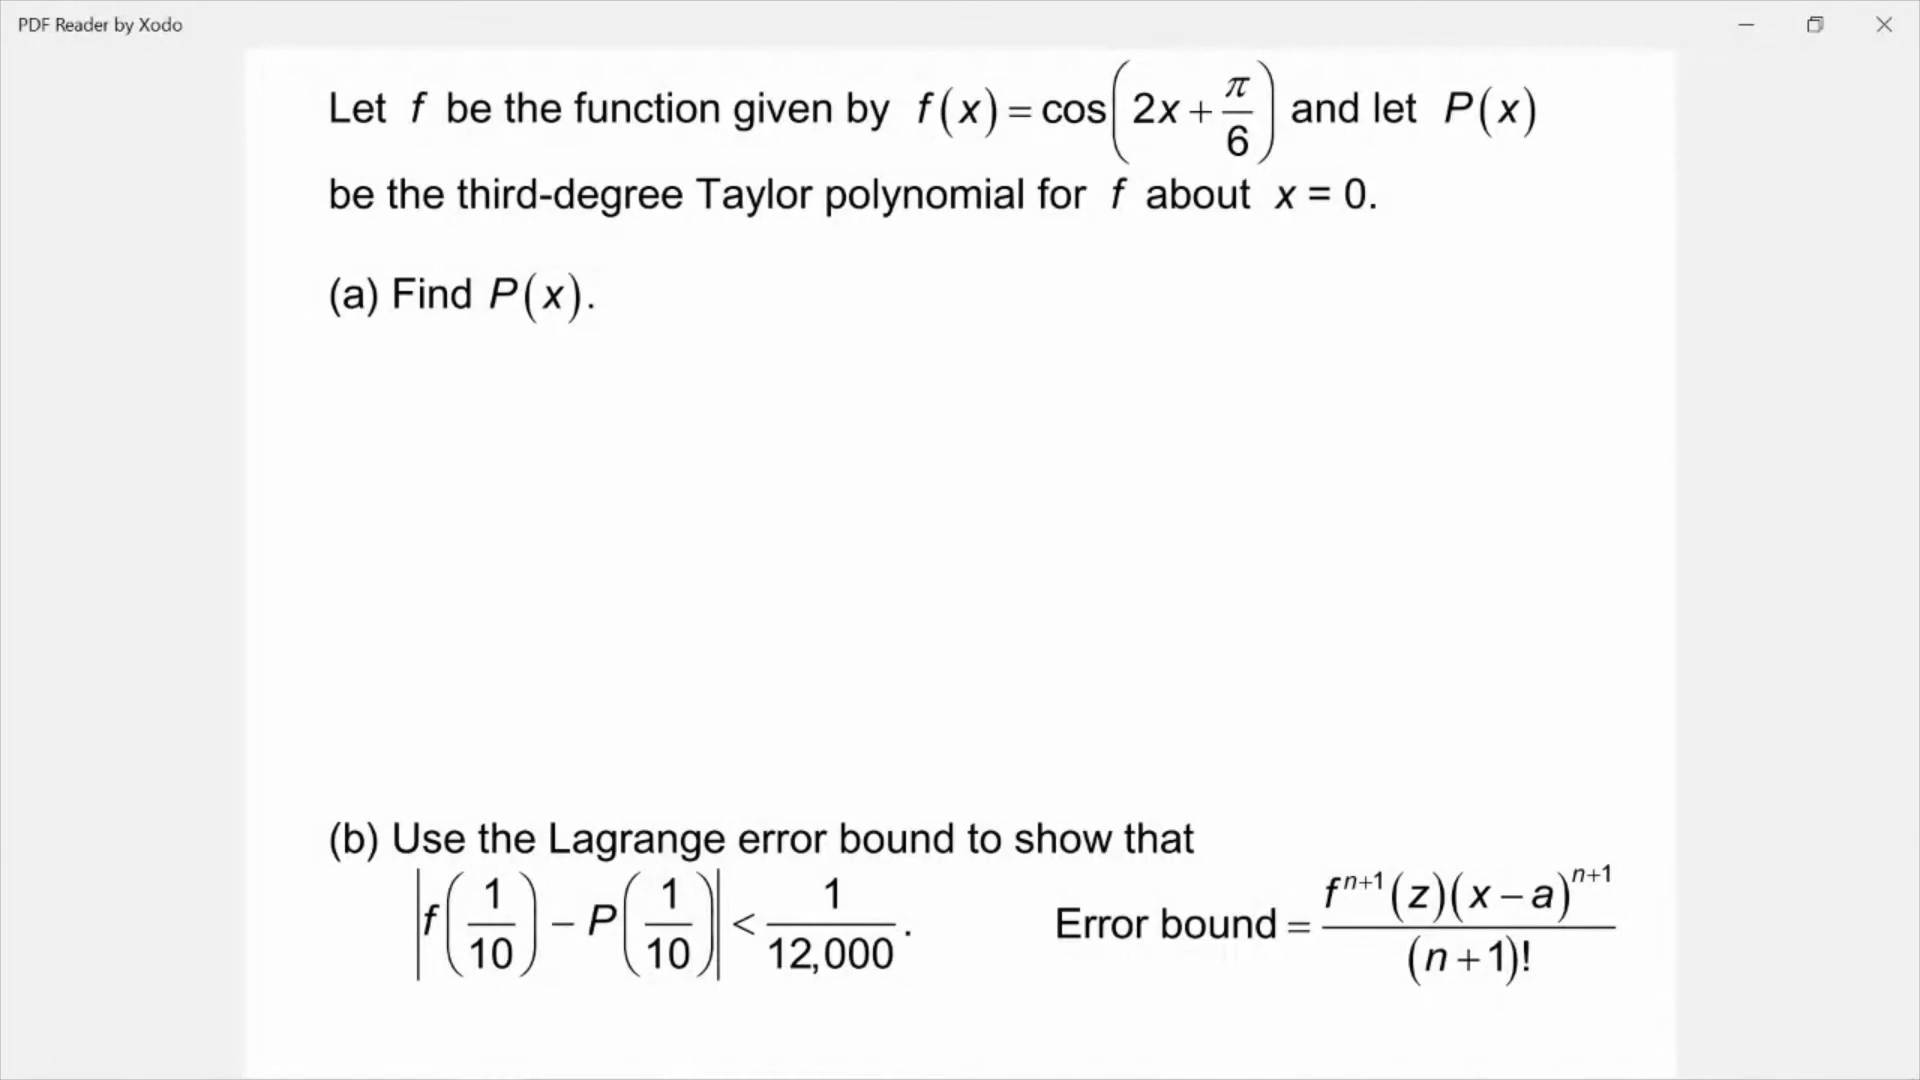 PDF Reader by Xodo
Let f be the function given by f(x) = cos(2x + π/6) and let P(x)
be the third-degree Taylor polynomial for f about x = 0.
(a) Find P(x).
(b) Use the Lagrange error bound to show that
|f(1/10) − P(1/10)| < 1/12,000. Error bound = fⁿ⁺¹(z)(x − a)ⁿ⁺¹/(n + 1)!